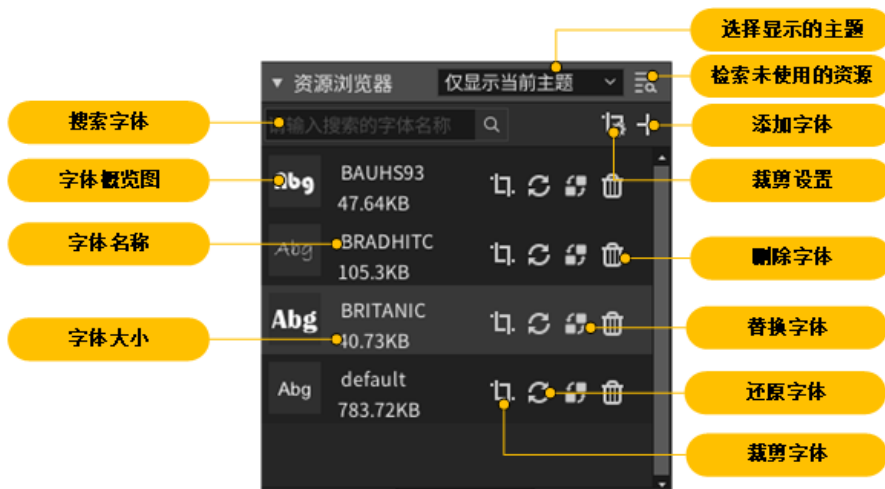 选择显示的主题
资源浏览器 仅显示当前主题
检索未使用的资源
搜索字体
请输入搜索的字体名称
添加字体
字体概览图
Abg
BAUHS93
47.64KB
裁剪设置
字体名称
Abg
BRADHITC
105.3KB
删除字体
字体大小
Abg
BRITANIC
40.73KB
替换字体
Abg
default
783.72KB
还原字体
裁剪字体